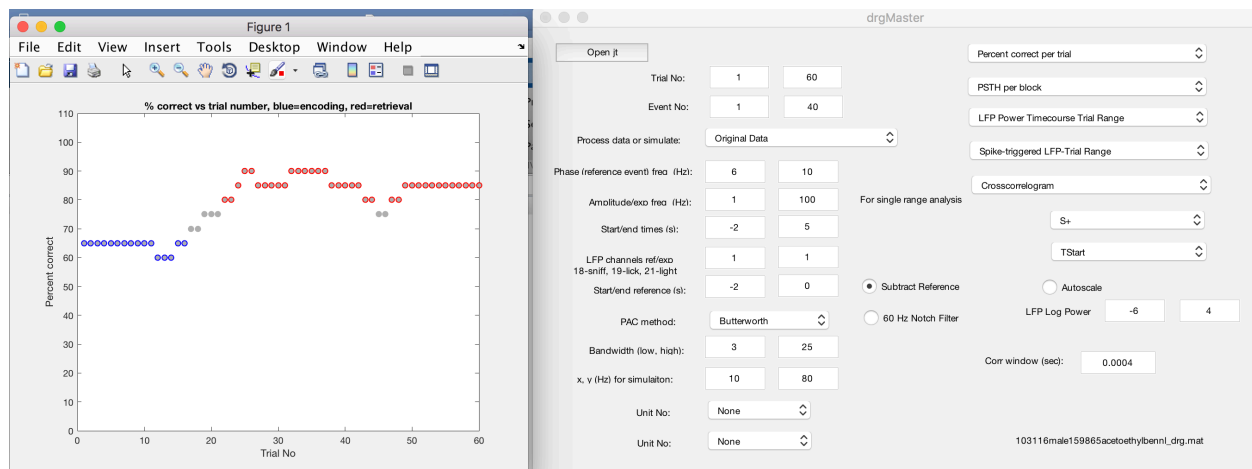 Figure 1
File Edit View Insert Tools Desktop Window Help
% correct vs trial number, blue=encoding, red=retrieval
110
100
90
80
70
60
50
40
30
20
10
0
Percent correct
0 10 20 30 40 50 60
Trial No
drgMaster
Open jt
Percent correct per trial
Trial No: 1 60
PSTH per block
Event No: 1 40
LFP Power Timecourse Trial Range
Process data or simulate: Original Data
Spike-triggered LFP-Trial Range
Phase (reference event) freq (Hz): 6 10
Crosscorrelogram
Amplitude/exp freq (Hz): 1 100
For single range analysis
S+
Start/end times (s): -2 5
TStart
LFP channels ref/exp 1 1
18-sniff, 19-lick, 21-light
Start/end reference (s): -2 0
Subtract Reference
Autoscale
LFP Log Power -6 4
PAC method: Butterworth
60 Hz Notch Filter
Bandwidth (low, high): 3 25
Corr window (sec): 0.0004
x, y (Hz) for simulaiton: 10 80
Unit No: None
Unit No: None
103116male159865acetoethylbennl_drg.mat